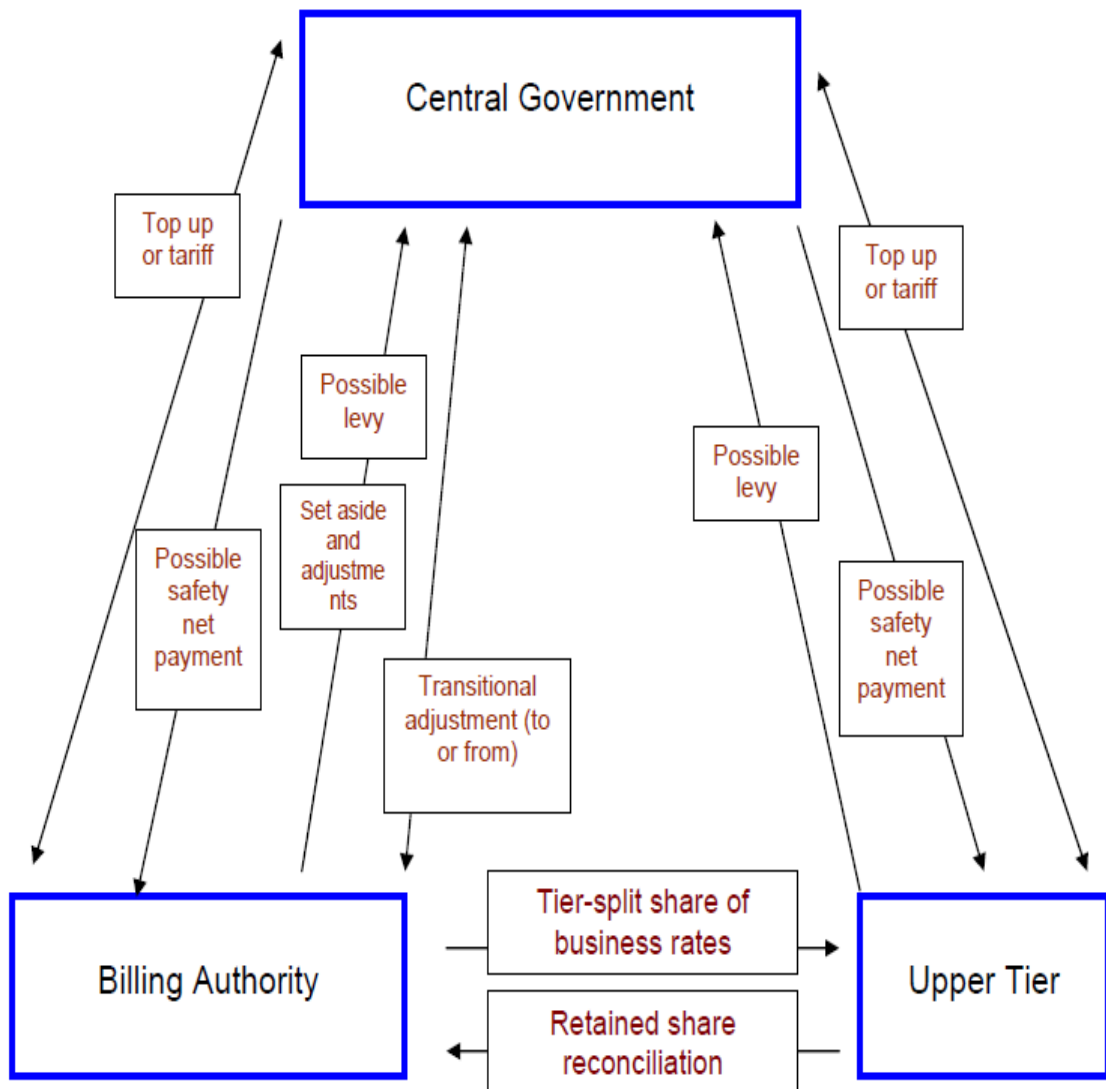 Central Government
Top up
or tariff
Top up
or tariff
Possible
levy
Possible
levy
Set aside
and
adjustme
nts
Possible
safety
net
payment
Possible
safety
net
payment
Transitional
adjustment (to
or from)
Billing Authority
Tier-split share of
business rates
Upper Tier
Retained share
reconciliation